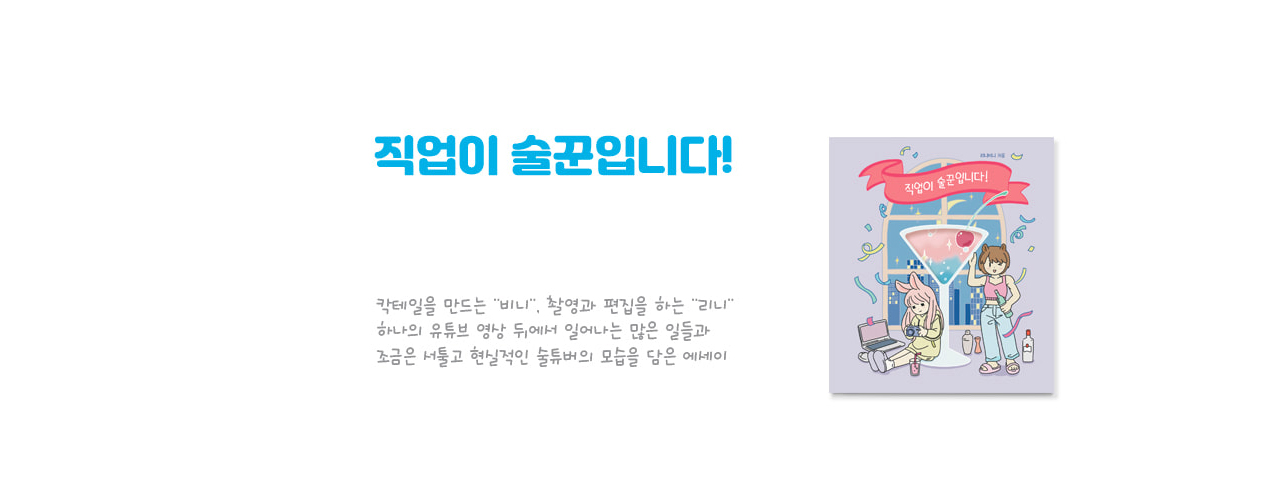 직업이 술꾼입니다!
칵테일을 만드는 "비니", 촬영과 편집을 하는 "리니"
하나의 유튜브 영상 뒤에서 일어나는 많은 일들과
조금은 서툴고 현실적인 술튜버의 모습을 담은 에세이
직업이 술꾼입니다!